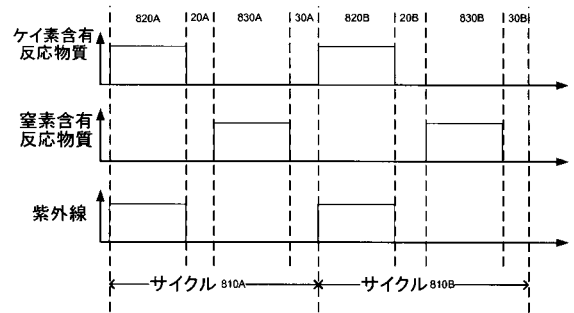 820A 20A 830A 30A 820B 20B 830B 30B
ケイ素含有
反応物質
窒素含有
反応物質
紫外線
サイクル 810A サイクル 810B